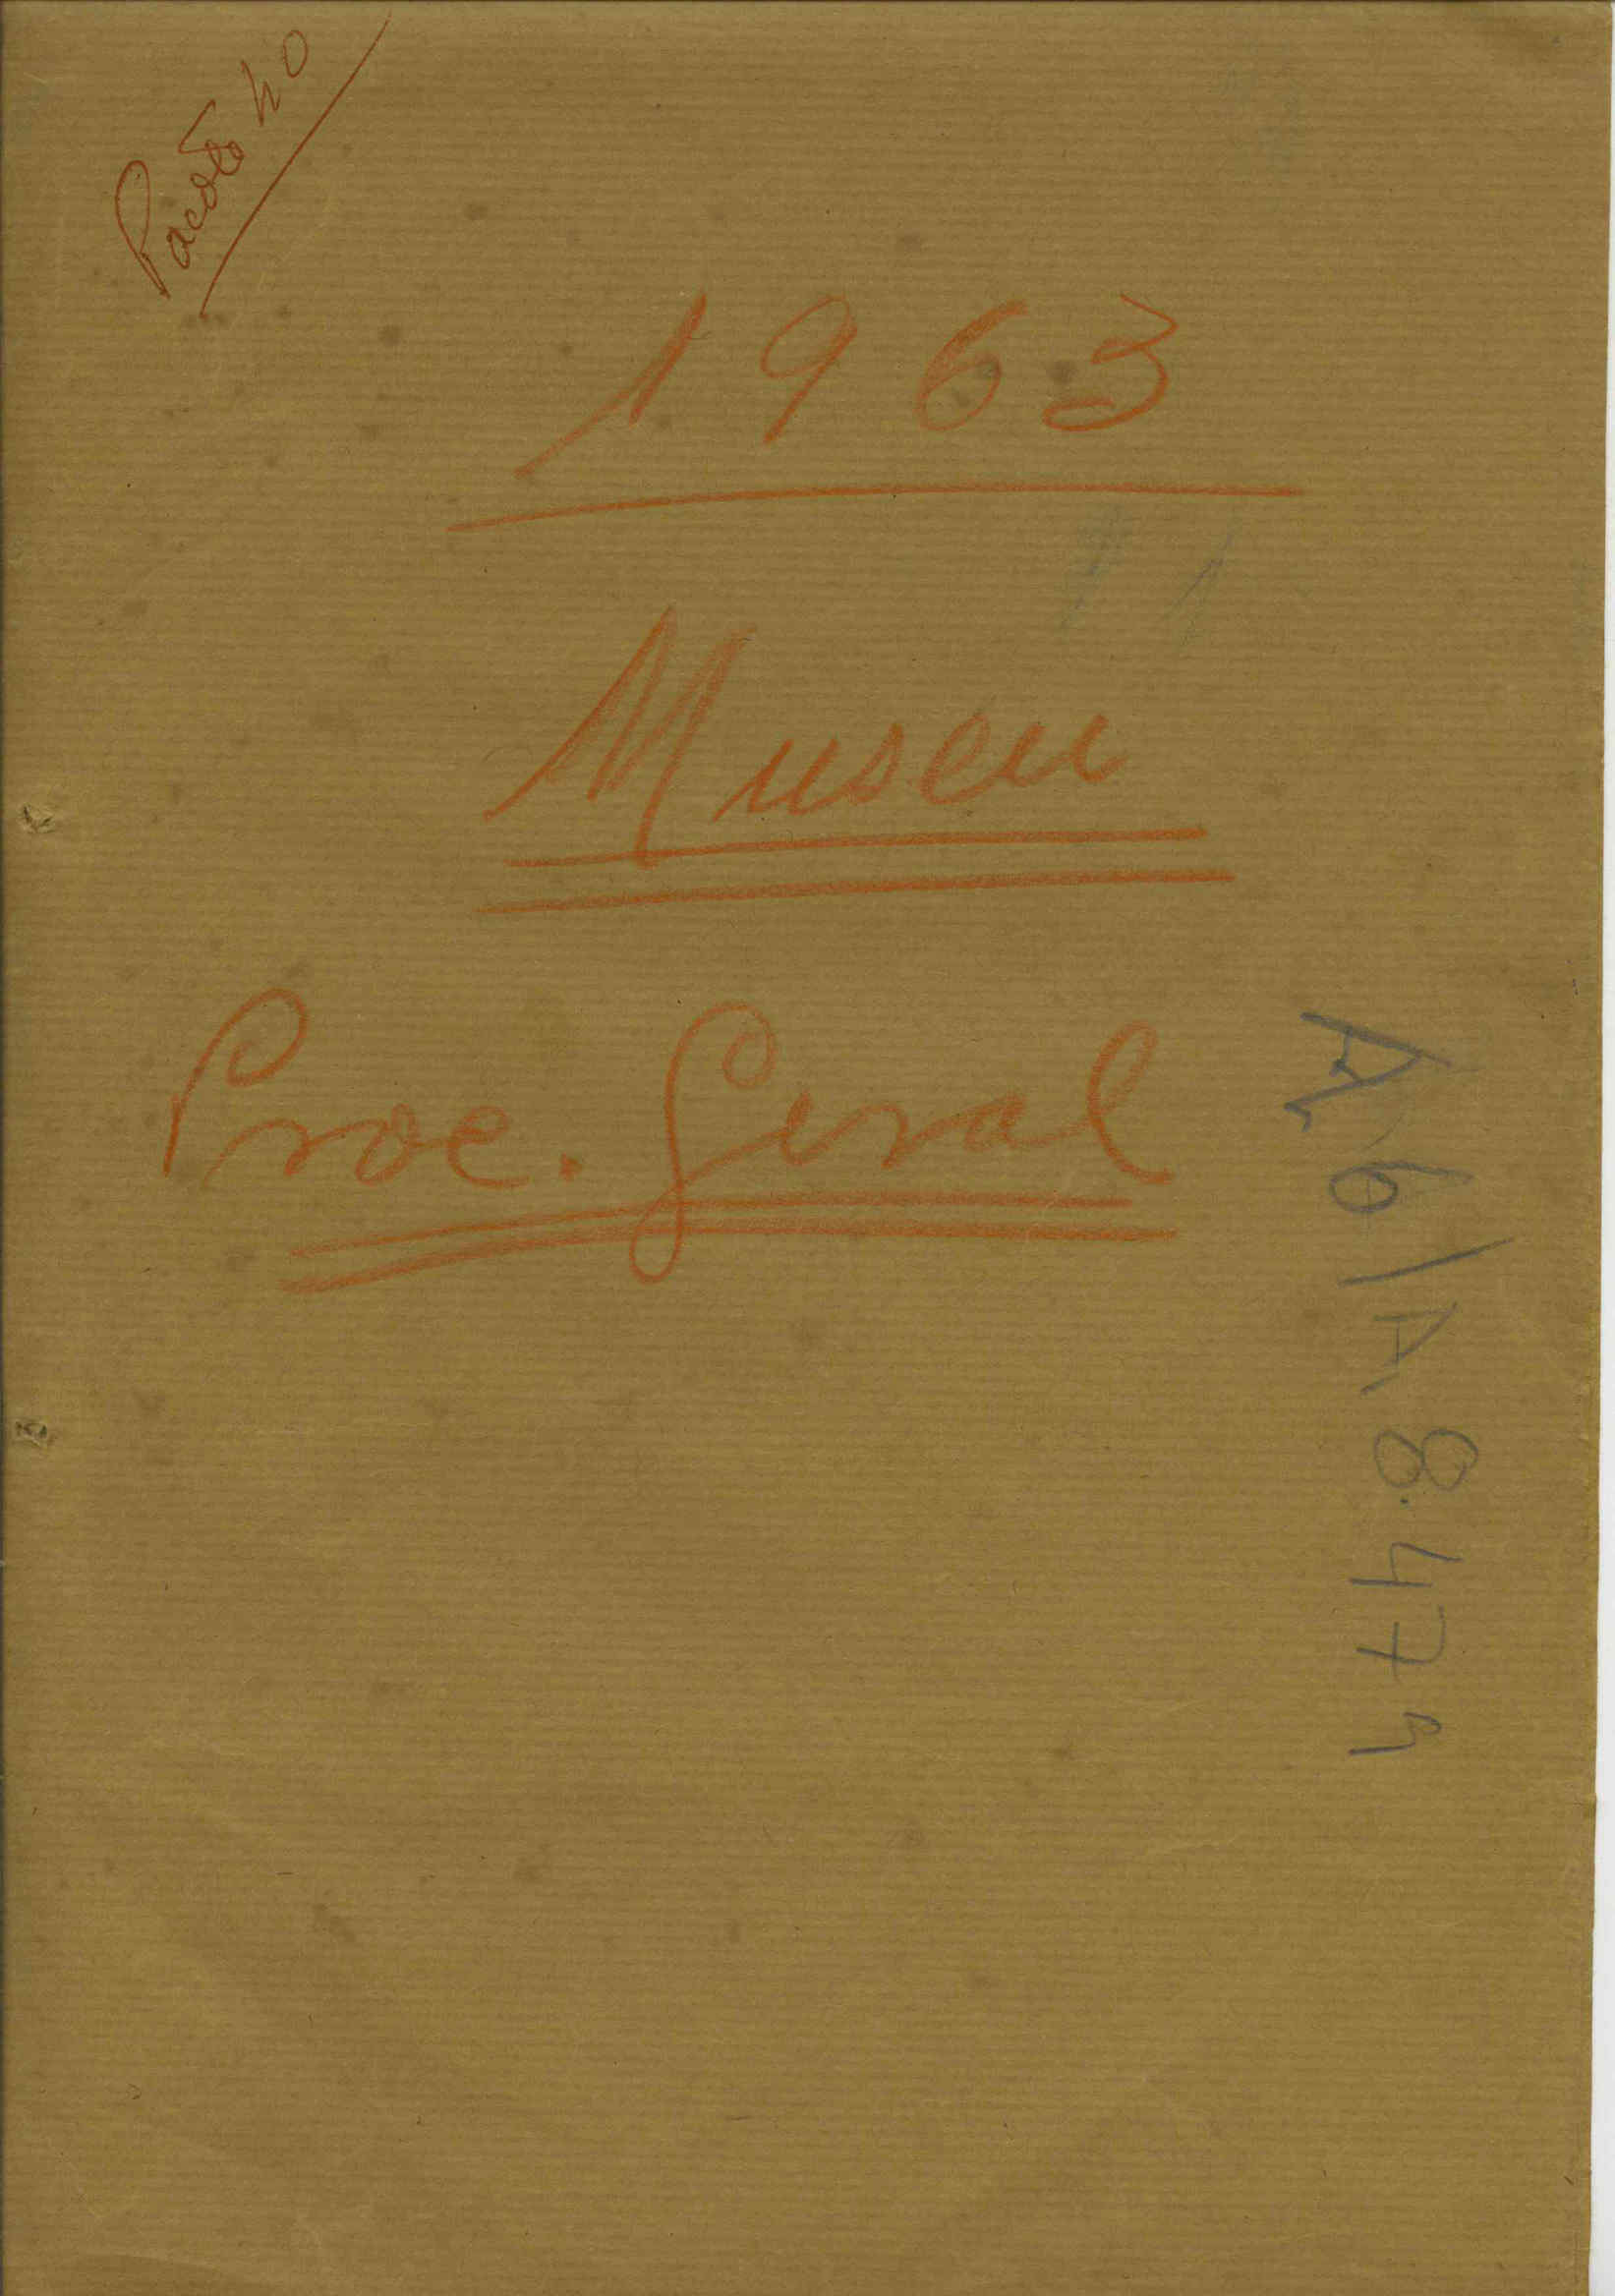 Pacote 40
1963
Museu
Proc. Geral
A6/A8.479